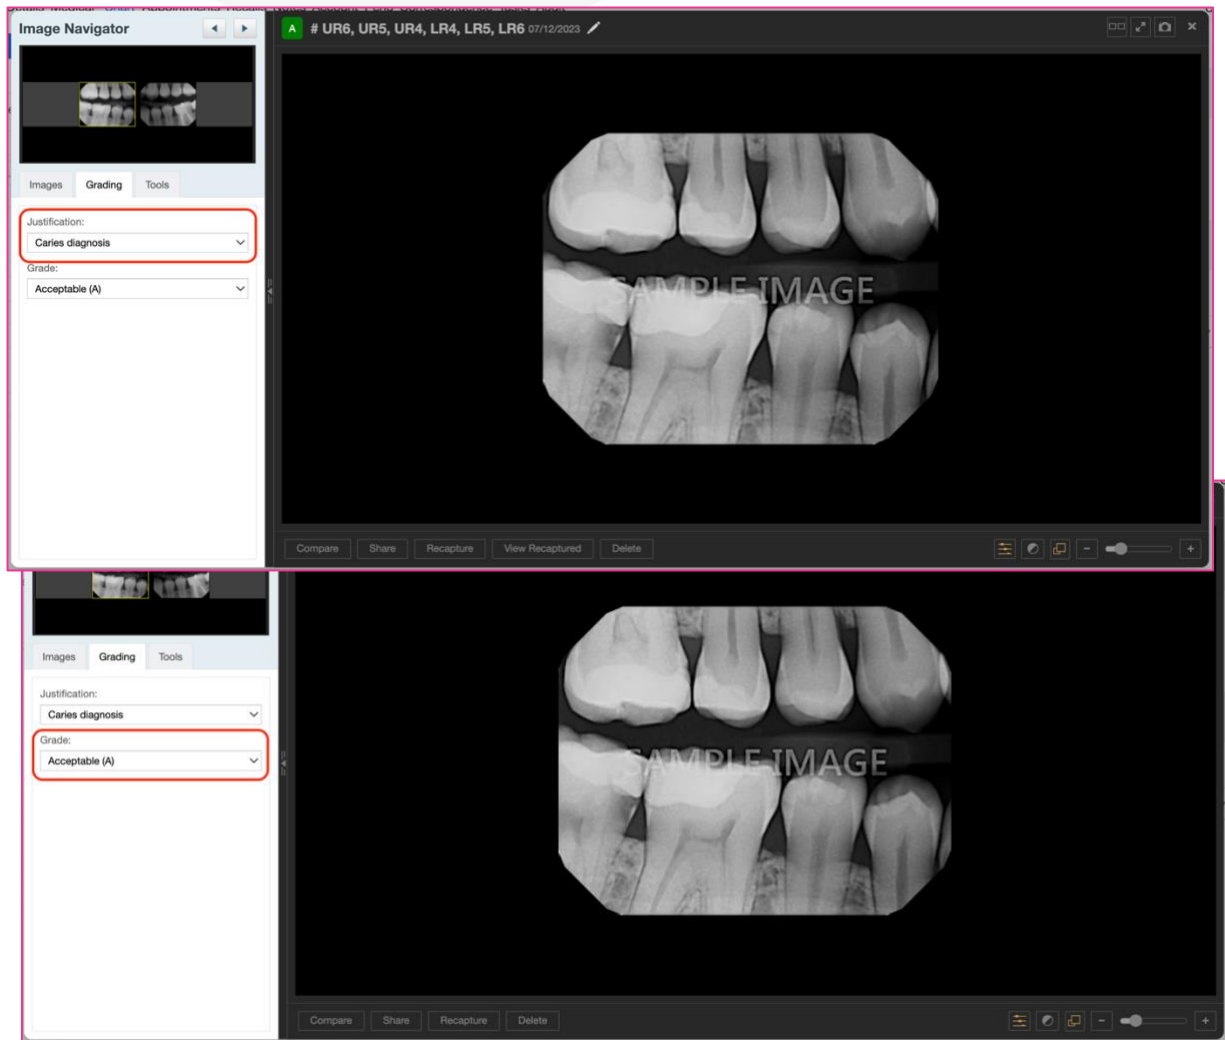 Image Navigator
A # UR6, UR5, UR4, LR4, LR5, LR6 07/12/2023
Images Grading Tools
Justification:
Caries diagnosis
Grade:
Acceptable (A)
SAMPLE IMAGE
Compare Share Recapture View Recaptured Delete
Images Grading Tools
Justification:
Caries diagnosis
Grade:
Acceptable (A)
SAMPLE IMAGE
Compare Share Recapture Delete